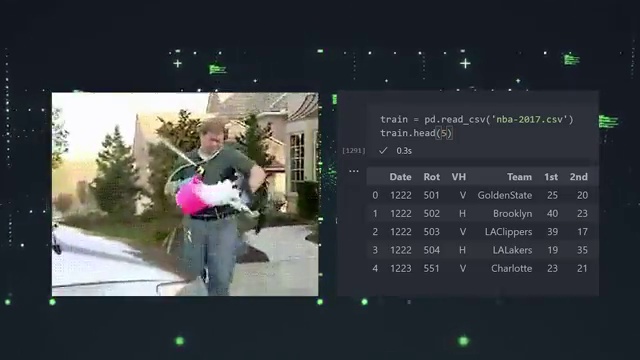 train = pd.read_csv('nba-2017.csv')
train.head(5)
[1291] ✓ 0.3s
...
Date Rot VH Team 1st 2nd
0 1222 501 V GoldenState 25 20
1 1222 502 H Brooklyn 40 23
2 1222 503 V LAClippers 39 17
3 1222 504 H LALakers 19 35
4 1223 551 V Charlotte 23 21